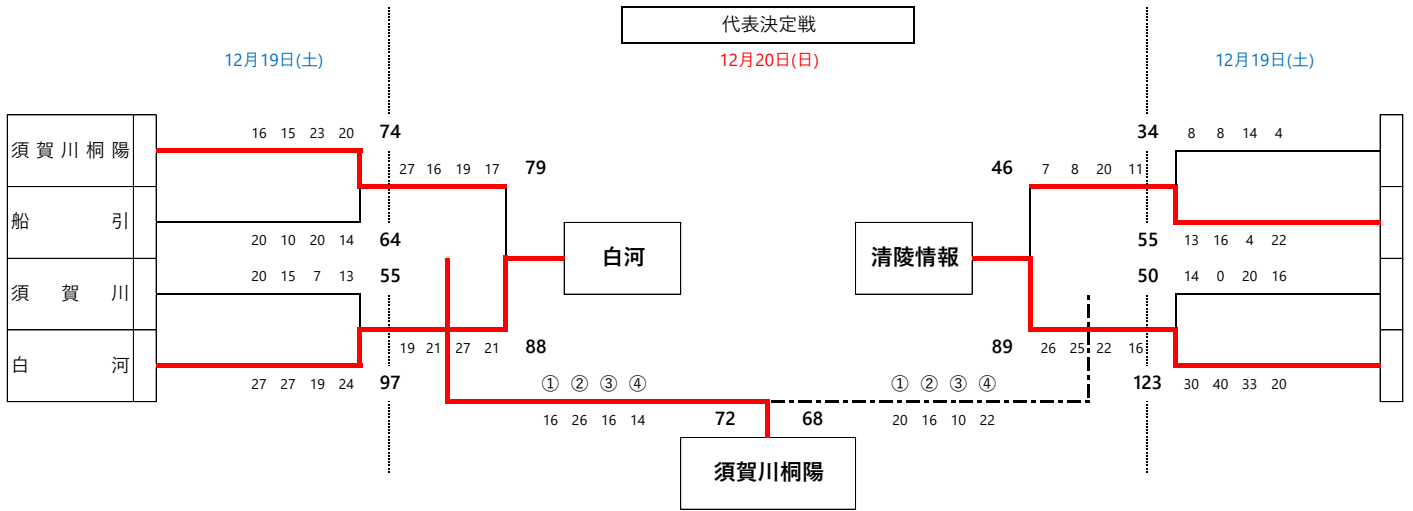 代表決定戦
12月19日(土)
12月20日(日)
12月19日(土)
須賀川桐陽
16 15 23 20 74
34 8 8 14 4
27 16 19 17 79
46 7 8 20 11
船引
20 10 20 14 64
55 13 16 4 22
白河
清陵情報
須賀川
20 15 7 13 55
50 14 0 20 16
白河
19 21 27 21 88
89 26 25 22 16
27 27 19 24 97
123 30 40 33 20
① ② ③ ④
① ② ③ ④
16 26 16 14 72
68 20 16 10 22
須賀川桐陽